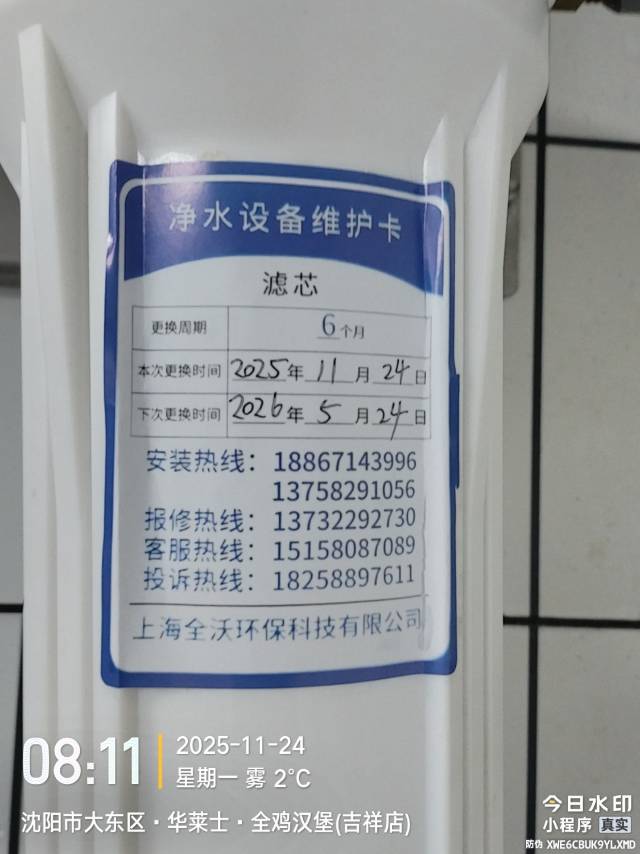 净水设备维护卡
滤芯
更换周期 6个月
本次更换时间 2025年11月24日
下次更换时间 2026年5月24日
安装热线：18867143996
13758291056
报修热线：13732292730
客服热线：15158087089
投诉热线：18258897611
上海全沃环保科技有限公司
08:11
2025-11-24
星期一 雾 2℃
沈阳市大东区·华莱士·全鸡汉堡(吉祥店)
今日水印
小程序 真实
防伪 XWE6CBUK9YLXMD